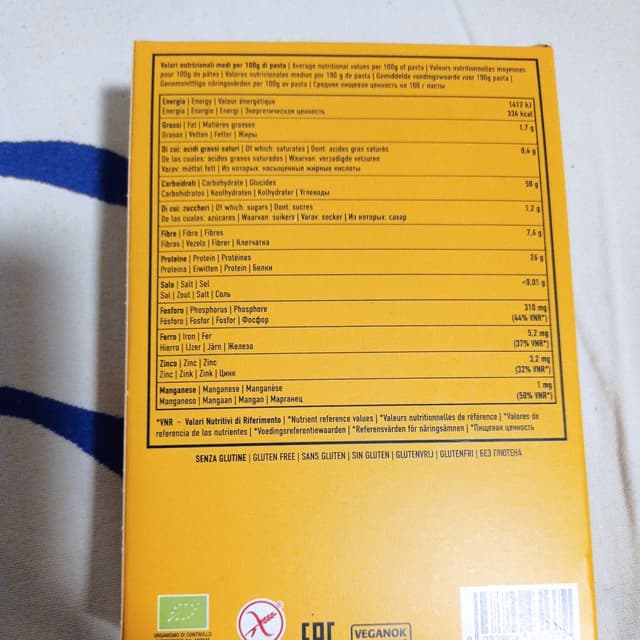 Valori nutrizionali medi per 100g di pasta | Average nutritional values per 100g of pasta | Valeurs nutritionnelles moyennes
pour 100g de pâtes | Valores nutricionales medios por 100 g de pasta | Gemiddelde voedingswaarde voor 100g pasta |
Genomsnittliga näringsvärden per 100g av pasta | Средняя пищевая ценность на 100 г пасты
Energia | Energy | Valeur énergétique 1412 kJ
Energía | Energie | Energi | Энергетическая ценность 336 kcal
Grassi | Fat | Matières grasses 1,7 g
Grasas | Vetten | Fetter | Жиры
Di cui: acidi grassi saturi | Of which: saturates | Dont: acides gras saturés 0,4 g
De las cuales: ácidos grasos saturados | Waarvan: verzadigde vetzuren
Varav: mättat fett | Из которых: насыщенные жирные кислоты
Carboidrati | Carbohydrate | Glucides 50 g
Carbohidratos | Koolhydraten | Kolhydrater | Углеводы
Di cui: zuccheri | Of which: sugars | Dont: sucres 1,2 g
De las cuales: azúcares | Waarvan: suikers | Varav: socker | Из которых: сахар
Fibre | Fibre | Fibres 7,6 g
Fibras | Vezels | Fibrer | Клетчатка
Proteine | Protein | Protéines 26 g
Proteína | Eiwitten | Protein | Белки
Sale | Salt | Sel <0,01 g
Sal | Zout | Salt | Соль
Fosforo | Phosphorus | Phosphore 310 mg
Fósforo | Fosfor | Fosfor | Фосфор (44% VNR*)
Ferro | Iron | Fer 5,2 mg
Hierro | IJzer | Järn | Железо (37% VNR*)
Zinco | Zinc | Zinc 3,2 mg
Zinc | Zink | Zink | Цинк (32% VNR*)
Manganese | Manganese | Manganèse 1 mg
Manganeso | Mangaan | Mangan | Марганец (50% VNR*)
*VNR - Valori Nutritivi di Riferimento | *Nutrient reference values | *Valeurs nutritionnelles de référence | *Valores de
referencia de los nutrientes | *Voedingsreferentiewaarden | *Referensvärden för näringsämnen | *Пищевая ценность
SENZA GLUTINE | GLUTEN FREE | SANS GLUTEN | SIN GLUTEN | GLUTENVRIJ | GLUTENFRI | БЕЗ ГЛЮТЕНА
EAC
VEGANOK
ORGANISMO DI CONTROLLO